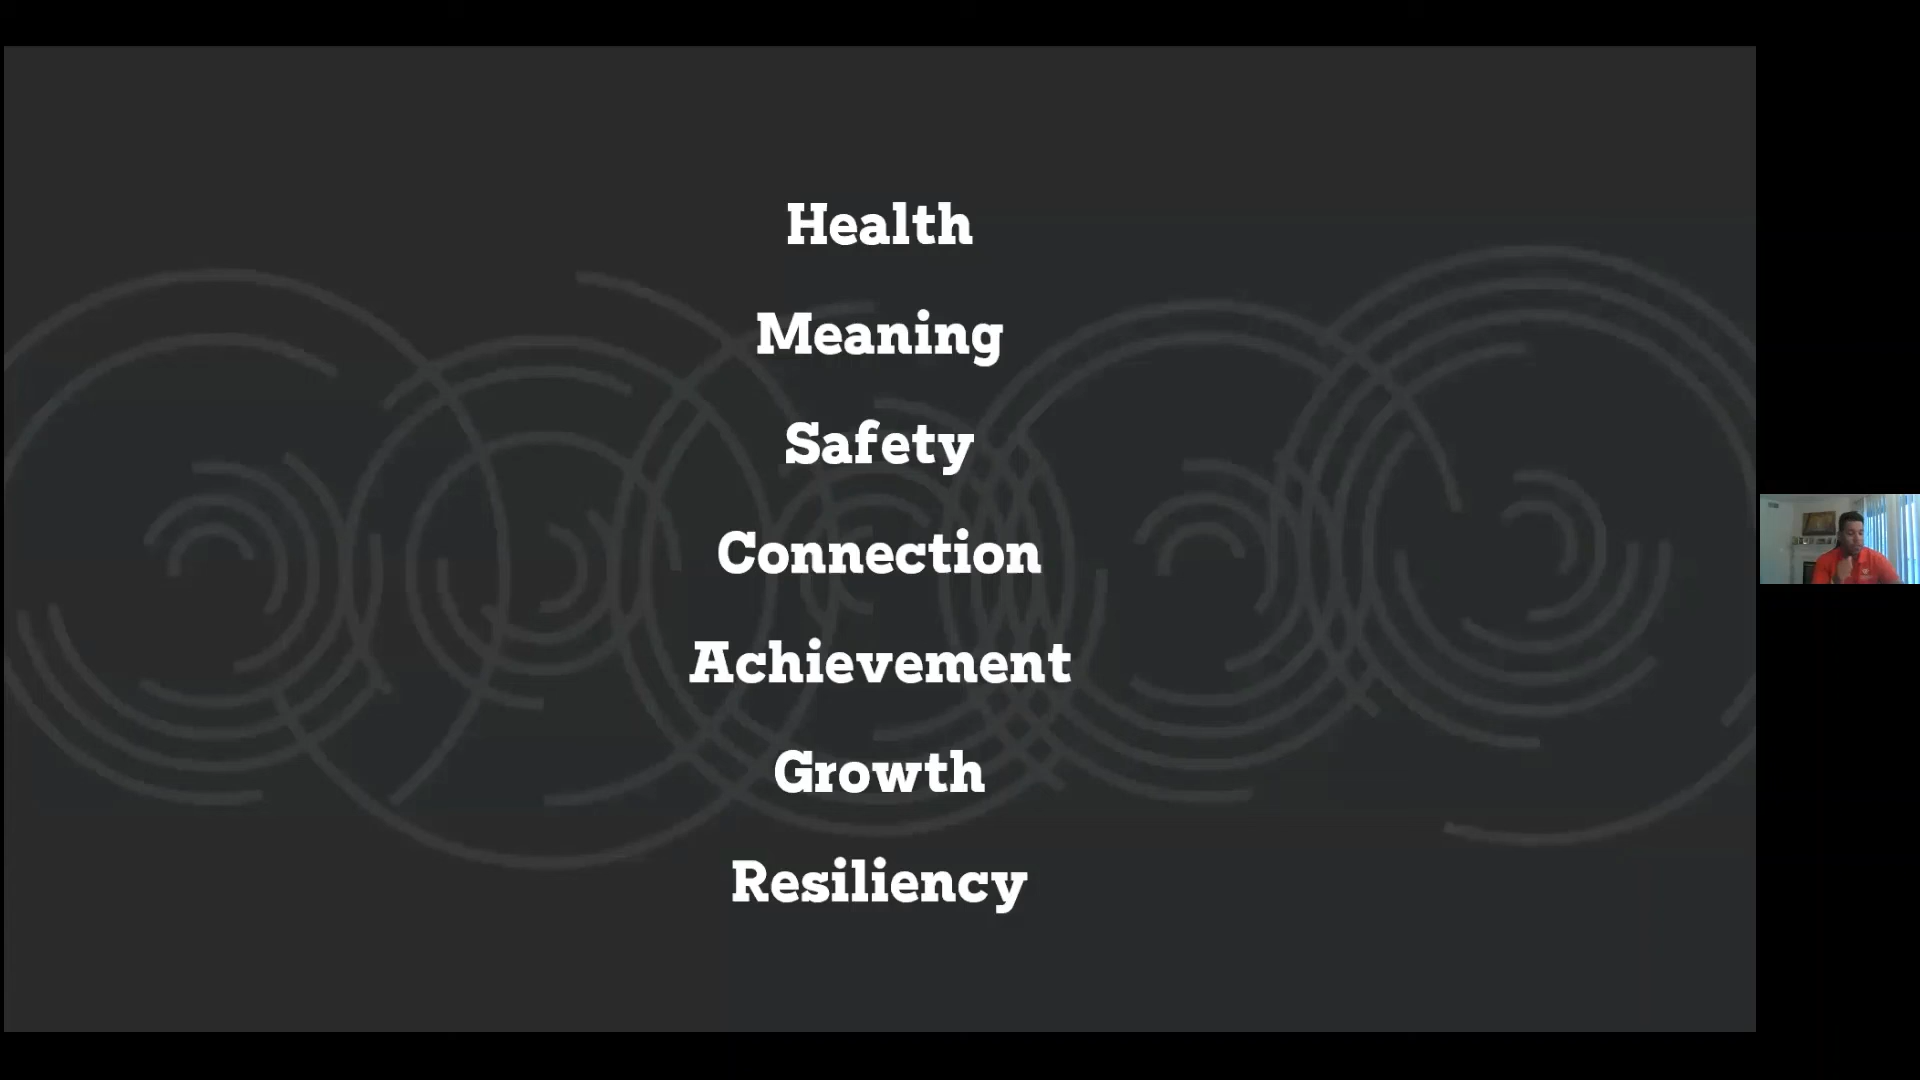 Health
Meaning
Safety
Connection
Achievement
Growth
Resiliency